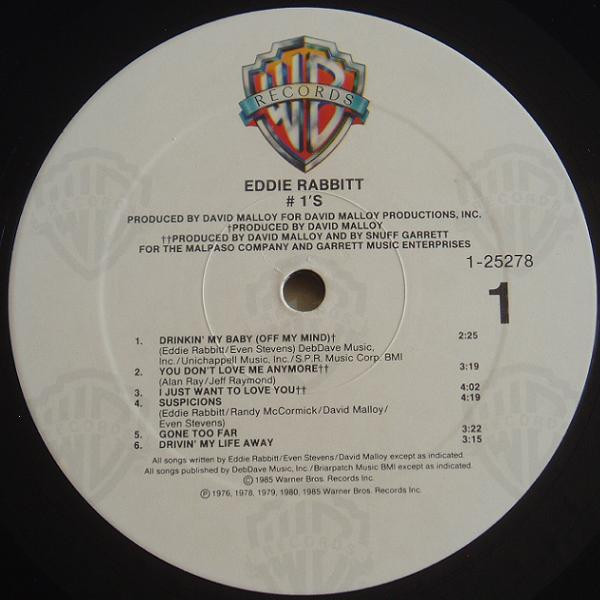 WB
RECORDS
EDDIE RABBITT
# 1'S
PRODUCED BY DAVID MALLOY FOR DAVID MALLOY PRODUCTIONS, INC.
†PRODUCED BY DAVID MALLOY
††PRODUCED BY DAVID MALLOY AND BY SNUFF GARRETT
FOR THE MALPASO COMPANY AND GARRETT MUSIC ENTERPRISES
1-25278
1
1. DRINKIN' MY BABY (OFF MY MIND)† 2:25
(Eddie Rabbitt/Even Stevens) DebDave Music,
Inc./Unichappell Music, Inc./S.P.R. Music Corp. BMI
2. YOU DON'T LOVE ME ANYMORE†† 3:19
(Alan Ray/Jeff Raymond)
3. I JUST WANT TO LOVE YOU†† 4:02
4. SUSPICIONS 4:19
(Eddie Rabbitt/Randy McCormick/David Malloy/
Even Stevens)
5. GONE TOO FAR 3:22
6. DRIVIN' MY LIFE AWAY 3:15
All songs written by Eddie Rabbitt/Even Stevens/David Malloy except as indicated.
All songs published by DebDave Music, Inc./Briarpatch Music BMI except as indicated.
© 1985 Warner Bros. Records Inc.
℗ 1976, 1978, 1979, 1980, 1985 Warner Bros. Records Inc.